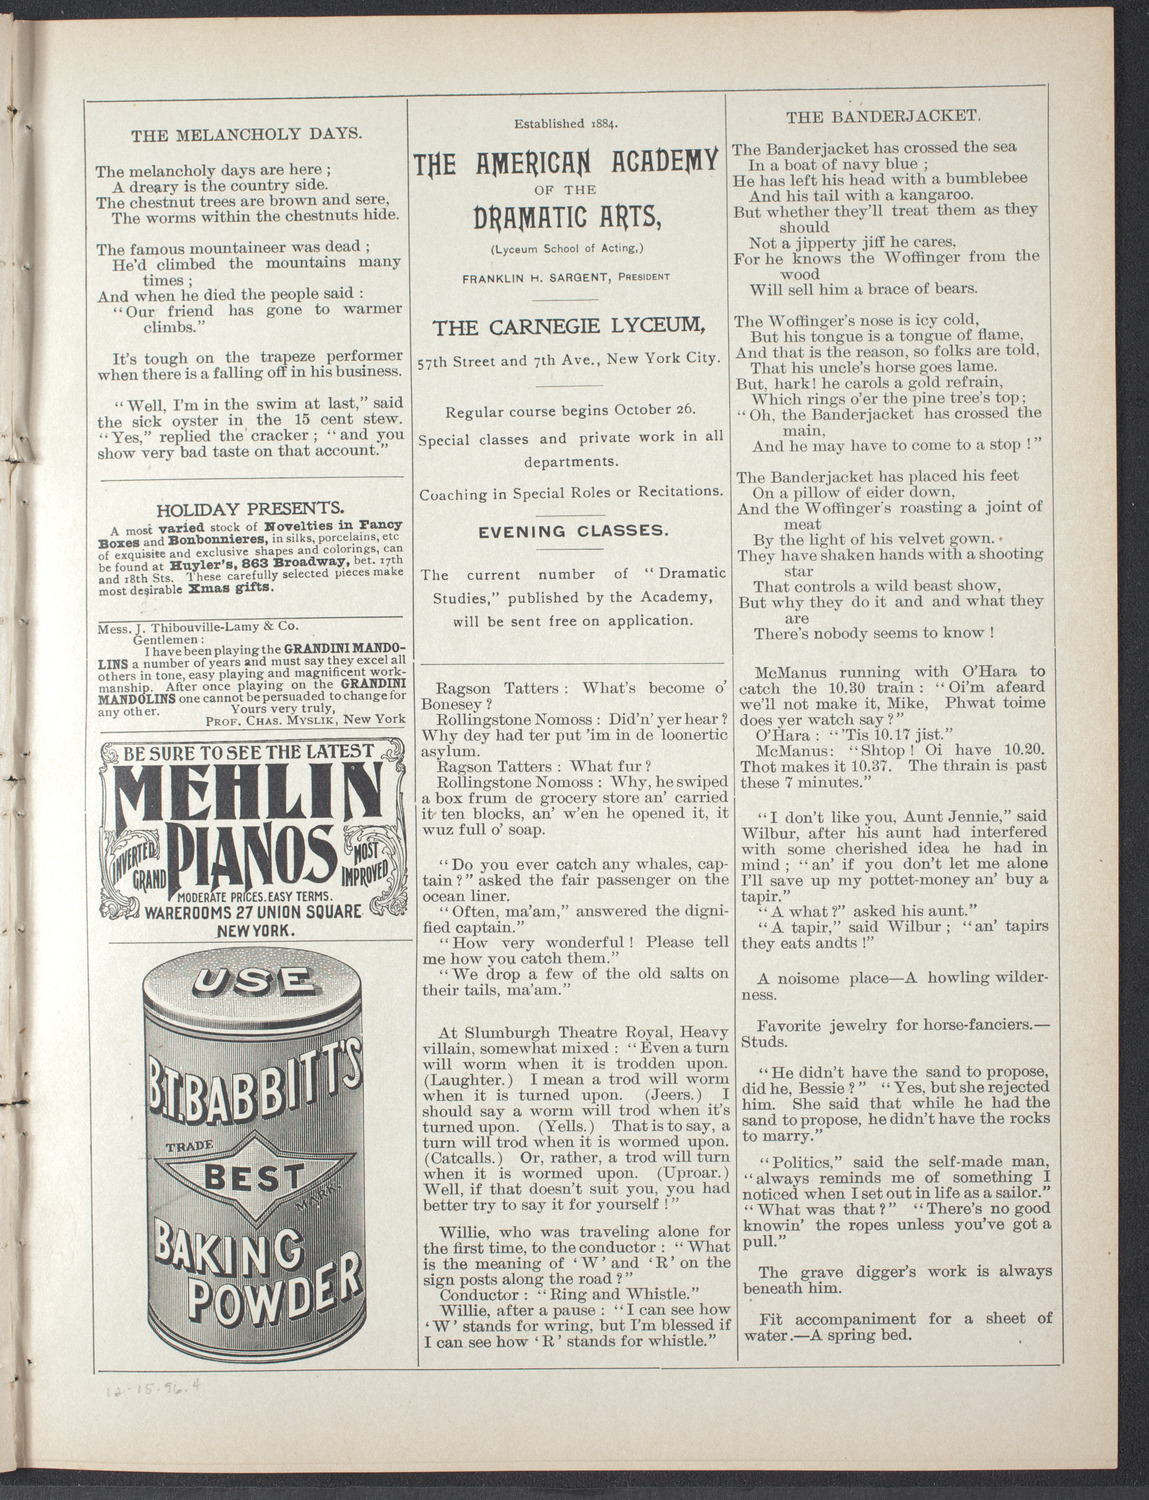 THE MELANCHOLY DAYS.
The melancholy days are here ;
A dreary is the country side.
The chestnut trees are brown and sere,
The worms within the chestnuts hide.
The famous mountaineer was dead ;
He'd climbed the mountains many
times ;
And when he died the people said :
"Our friend has gone to warmer
climbs."
It's tough on the trapeze performer
when there is a falling off in his business.
"Well, I'm in the swim at last," said
the sick oyster in the 15 cent stew.
"Yes," replied the cracker ; "and you
show very bad taste on that account."
HOLIDAY PRESENTS.
A most varied stock of Novelties in Fancy
Boxes and Bonbonnieres, in silks, porcelains, etc
of exquisite and exclusive shapes and colorings, can
be found at Huyler's, 863 Broadway, bet. 17th
and 18th Sts. These carefully selected pieces make
most desirable Xmas gifts.
Mess. J. Thibouville-Lamy & Co.
Gentlemen :
I have been playing the GRANDINI MANDO-
LINS a number of years and must say they excel all
others in tone, easy playing and magnificent work-
manship. After once playing on the GRANDINI
MANDOLINS one cannot be persuaded to change for
any other. Yours very truly,
PROF. CHAS. MYSLIK, New York
BE SURE TO SEE THE LATEST
MEHLIN
PIANOS
INVERTED
GRAND
MOST
IMPROVED
MODERATE PRICES. EASY TERMS.
WAREROOMS 27 UNION SQUARE
NEW YORK.
USE
B.T. BABBITT'S
TRADE
BEST
MARK
BAKING
POWDER
12-15-96.4
Established 1884.
THE AMERICAN ACADEMY
OF THE
DRAMATIC ARTS,
(Lyceum School of Acting,)
FRANKLIN H. SARGENT, PRESIDENT
THE CARNEGIE LYCEUM,
57th Street and 7th Ave., New York City.
Regular course begins October 26.
Special classes and private work in all
departments.
Coaching in Special Roles or Recitations.
EVENING CLASSES.
The current number of "Dramatic
Studies," published by the Academy,
will be sent free on application.
Ragson Tatters : What's become o'
Bonesey ?
Rollingstone Nomoss : Did'n' yer hear ?
Why dey had ter put 'im in de loonertic
asylum.
Ragson Tatters : What fur ?
Rollingstone Nomoss : Why, he swiped
a box frum de grocery store an' carried
it ten blocks, an' w'en he opened it, it
wuz full o' soap.
"Do you ever catch any whales, cap-
tain ?" asked the fair passenger on the
ocean liner.
"Often, ma'am," answered the digni-
fied captain."
"How very wonderful ! Please tell
me how you catch them."
"We drop a few of the old salts on
their tails, ma'am."
At Slumburgh Theatre Royal, Heavy
villain, somewhat mixed : "Even a turn
will worm when it is trodden upon.
(Laughter.) I mean a trod will worm
when it is turned upon. (Jeers.) I
should say a worm will trod when it's
turned upon. (Yells.) That is to say, a
turn will trod when it is wormed upon.
(Catcalls.) Or, rather, a trod will turn
when it is wormed upon. (Uproar.)
Well, if that doesn't suit you, you had
better try to say it for yourself !"
Willie, who was traveling alone for
the first time, to the conductor : "What
is the meaning of 'W' and 'R' on the
sign posts along the road ?"
Conductor : "Ring and Whistle."
Willie, after a pause : "I can see how
'W' stands for wring, but I'm blessed if
I can see how 'R' stands for whistle."
THE BANDERJACKET.
The Banderjacket has crossed the sea
In a boat of navy blue ;
He has left his head with a bumblebee
And his tail with a kangaroo.
But whether they'll treat them as they
should
Not a jipperty jiff he cares,
For he knows the Woffinger from the
wood
Will sell him a brace of bears.
The Woffinger's nose is icy cold,
But his tongue is a tongue of flame,
And that is the reason, so folks are told,
That his uncle's horse goes lame.
But, hark! he carols a gold refrain,
Which rings o'er the pine tree's top ;
"Oh, the Banderjacket has crossed the
main,
And he may have to come to a stop !"
The Banderjacket has placed his feet
On a pillow of eider down,
And the Woffinger's roasting a joint of
meat
By the light of his velvet gown.
They have shaken hands with a shooting
star
That controls a wild beast show,
But why they do it and and what they
are
There's nobody seems to know !
McManus running with O'Hara to
catch the 10.30 train : "Oi'm afeard
we'll not make it, Mike, Phwat toime
does yer watch say ?"
O'Hara : "'Tis 10.17 jist."
McManus: "Shtop ! Oi have 10.20.
Thot makes it 10.37. The thrain is past
these 7 minutes."
"I don't like you, Aunt Jennie," said
Wilbur, after his aunt had interfered
with some cherished idea he had in
mind ; "an' if you don't let me alone
I'll save up my pottet-money an' buy a
tapir."
"A what ?" asked his aunt."
"A tapir," said Wilbur ; "an' tapirs
they eats andts !"
A noisome place—A howling wilder-
ness.
Favorite jewelry for horse-fanciers.—
Studs.
"He didn't have the sand to propose,
did he, Bessie ?" "Yes, but she rejected
him. She said that while he had the
sand to propose, he didn't have the rocks
to marry."
"Politics," said the self-made man,
"always reminds me of something I
noticed when I set out in life as a sailor."
"What was that ?" "There's no good
knowin' the ropes unless you've got a
pull."
The grave digger's work is always
beneath him.
Fit accompaniment for a sheet of
water.—A spring bed.